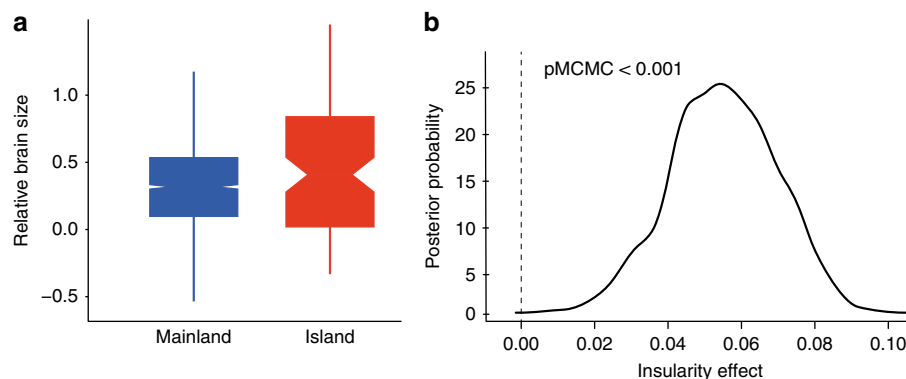 a
Relative brain size
1.0
0.5
0.0
−0.5
Mainland
Island
b
pMCMC < 0.001
Posterior probability
25
20
15
10
5
0
0.00
0.02
0.04
0.06
0.08
0.10
Insularity effect